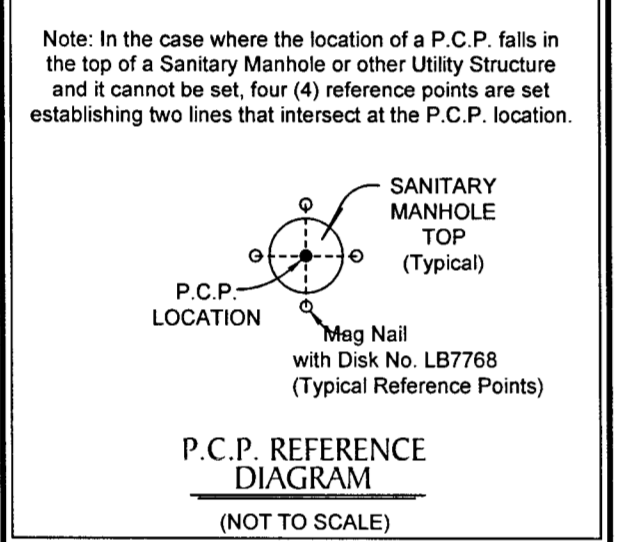 Note: In the case where the location of a P.C.P. falls in
the top of a Sanitary Manhole or other Utility Structure
and it cannot be set, four (4) reference points are set
establishing two lines that intersect at the P.C.P. location.
SANITARY
MANHOLE
TOP
(Typical)
P.C.P.
LOCATION
Mag Nail
with Disk No. LB7768
(Typical Reference Points)
P.C.P. REFERENCE
DIAGRAM
(NOT TO SCALE)